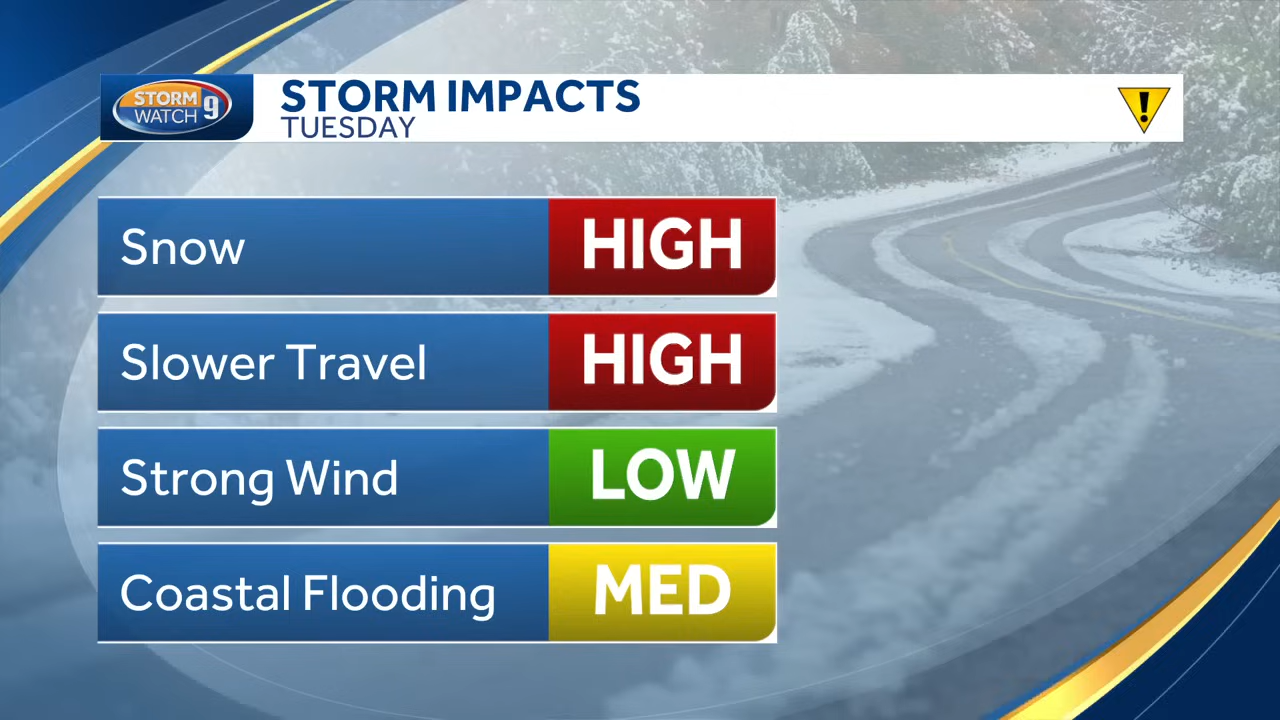 STORM
WATCH 9
STORM IMPACTS
TUESDAY
!
Snow HIGH
Slower Travel HIGH
Strong Wind LOW
Coastal Flooding MED